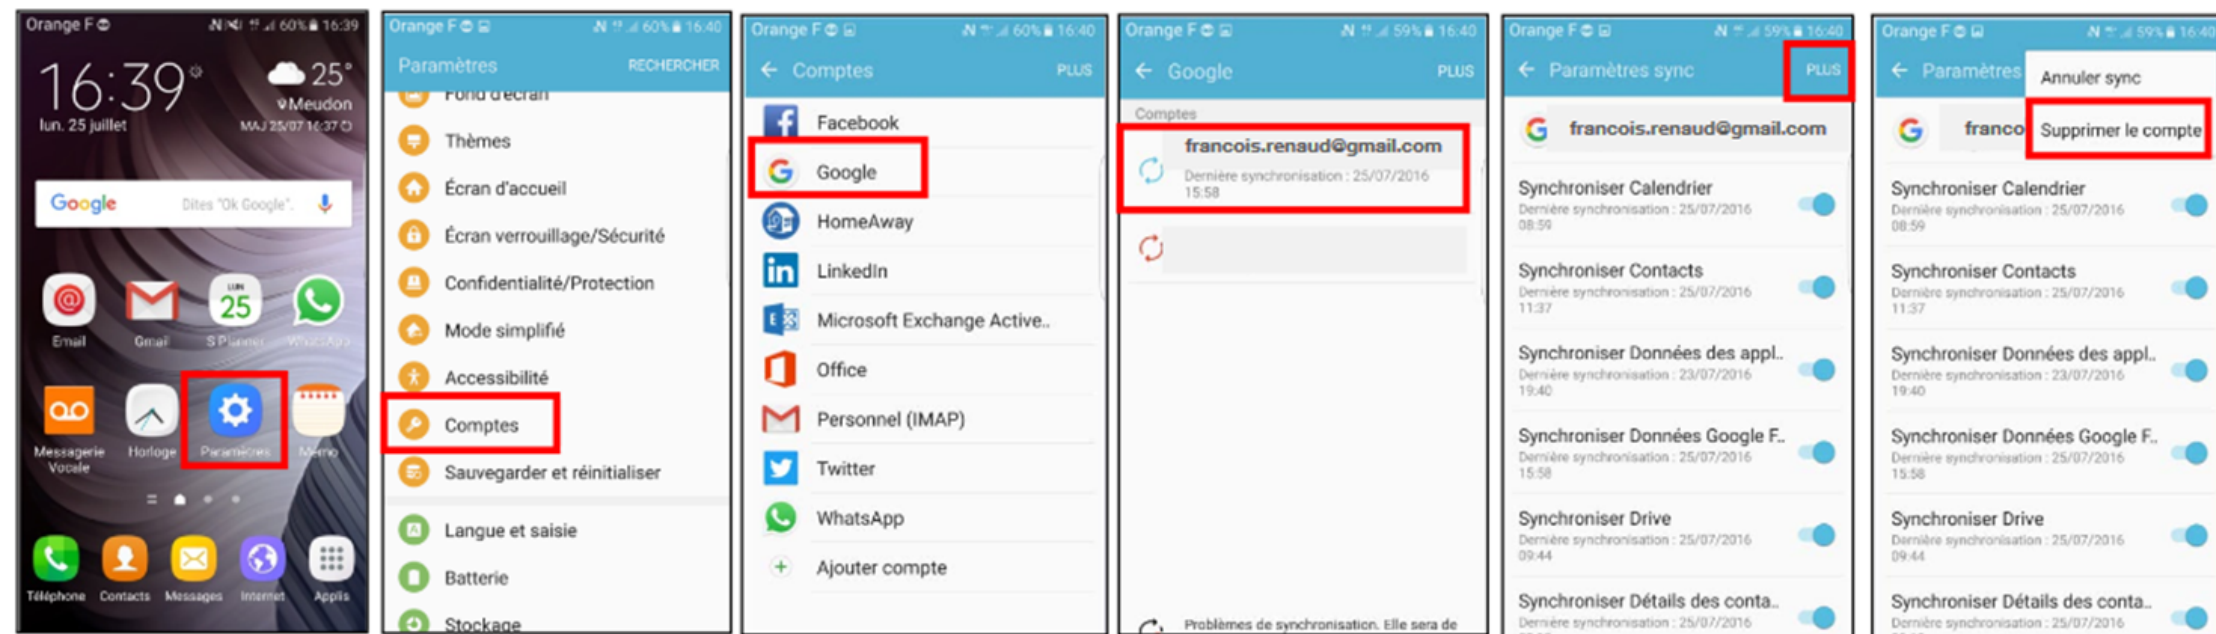 Orange F
60% 16:39
16:39
25°
Meudon
lun. 25 juillet
MAJ 25/07 16:37
Google
Dites "Ok Google".
LUN
25
Email
Gmail
S Planner
WhatsApp
Messagerie
Vocale
Horloge
Paramètres
Mémo
Téléphone
Contacts
Messages
Internet
Applis
Orange F
60% 16:40
Paramètres
RECHERCHER
Fond d'écran
Thèmes
Écran d'accueil
Écran verrouillage/Sécurité
Confidentialité/Protection
Mode simplifié
Accessibilité
Comptes
Sauvegarder et réinitialiser
Langue et saisie
Batterie
Stockage
Orange F
60% 16:40
Comptes
PLUS
Facebook
Google
HomeAway
LinkedIn
Microsoft Exchange Active..
Office
Personnel (IMAP)
Twitter
WhatsApp
Ajouter compte
Orange F
59% 16:40
Google
PLUS
Comptes
francois.renaud@gmail.com
Dernière synchronisation : 25/07/2016
15:58
Problèmes de synchronisation. Elle sera de
Orange F
59% 16:40
Paramètres sync
PLUS
francois.renaud@gmail.com
Synchroniser Calendrier
Dernière synchronisation : 25/07/2016
08:59
Synchroniser Contacts
Dernière synchronisation : 25/07/2016
11:37
Synchroniser Données des appl..
Dernière synchronisation : 23/07/2016
19:40
Synchroniser Données Google F..
Dernière synchronisation : 25/07/2016
15:58
Synchroniser Drive
Dernière synchronisation : 25/07/2016
09:44
Synchroniser Détails des conta..
Dernière synchronisation : 25/07/2016
Orange F
59% 16:40
Paramètres
Annuler sync
franco
Supprimer le compte
Synchroniser Calendrier
Dernière synchronisation : 25/07/2016
08:59
Synchroniser Contacts
Dernière synchronisation : 25/07/2016
11:37
Synchroniser Données des appl..
Dernière synchronisation : 23/07/2016
19:40
Synchroniser Données Google F..
Dernière synchronisation : 25/07/2016
15:58
Synchroniser Drive
Dernière synchronisation : 25/07/2016
09:44
Synchroniser Détails des conta..
Dernière synchronisation : 25/07/2016